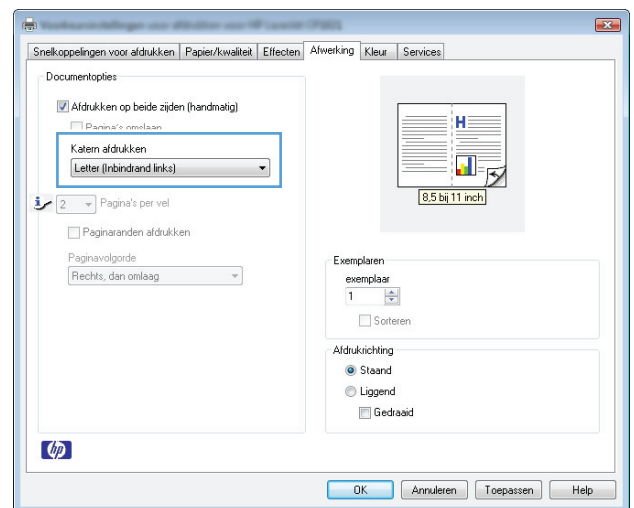 Snelkoppelingen voor afdrukken Papier/kwaliteit Effecten Afwerking Kleur Services
Documentopties
Afdrukken op beide zijden (handmatig)
Pagina's omslaan
Katern afdrukken
Letter (Inbindrand links)
2 Pagina's per vel
Paginaranden afdrukken
Paginavolgorde
Rechts, dan omlaag
H
8,5 bij 11 inch
Exemplaren
exemplaar
1
Sorteren
Afdrukrichting
Staand
Liggend
Gedraaid
hp
OK Annuleren Toepassen Help